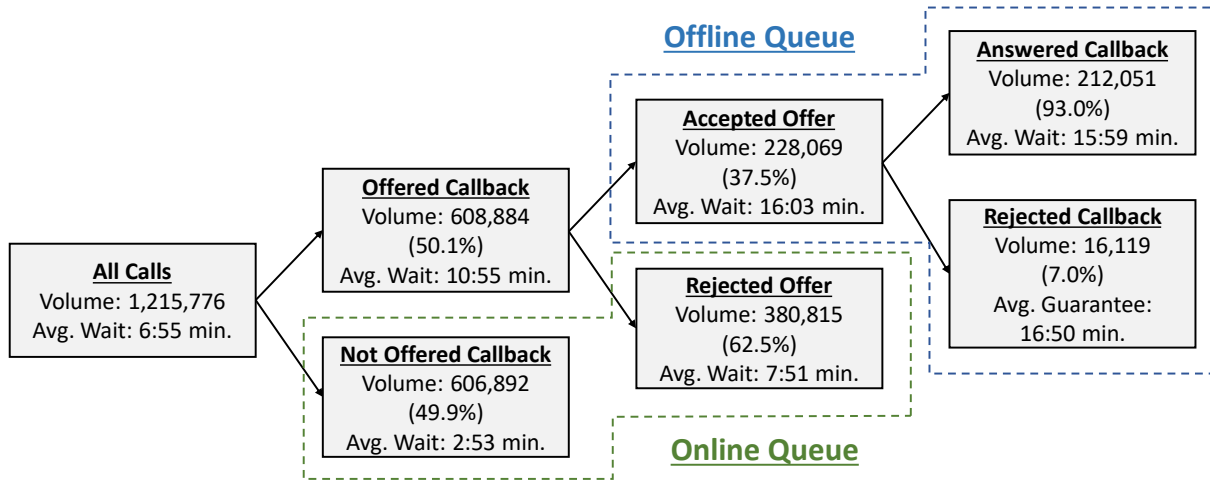 All Calls
Volume: 1,215,776
Avg. Wait: 6:55 min.
Offered Callback
Volume: 608,884
(50.1%)
Avg. Wait: 10:55 min.
Not Offered Callback
Volume: 606,892
(49.9%)
Avg. Wait: 2:53 min.
Offline Queue
Accepted Offer
Volume: 228,069
(37.5%)
Avg. Wait: 16:03 min.
Rejected Offer
Volume: 380,815
(62.5%)
Avg. Wait: 7:51 min.
Online Queue
Answered Callback
Volume: 212,051
(93.0%)
Avg. Wait: 15:59 min.
Rejected Callback
Volume: 16,119
(7.0%)
Avg. Guarantee:
16:50 min.